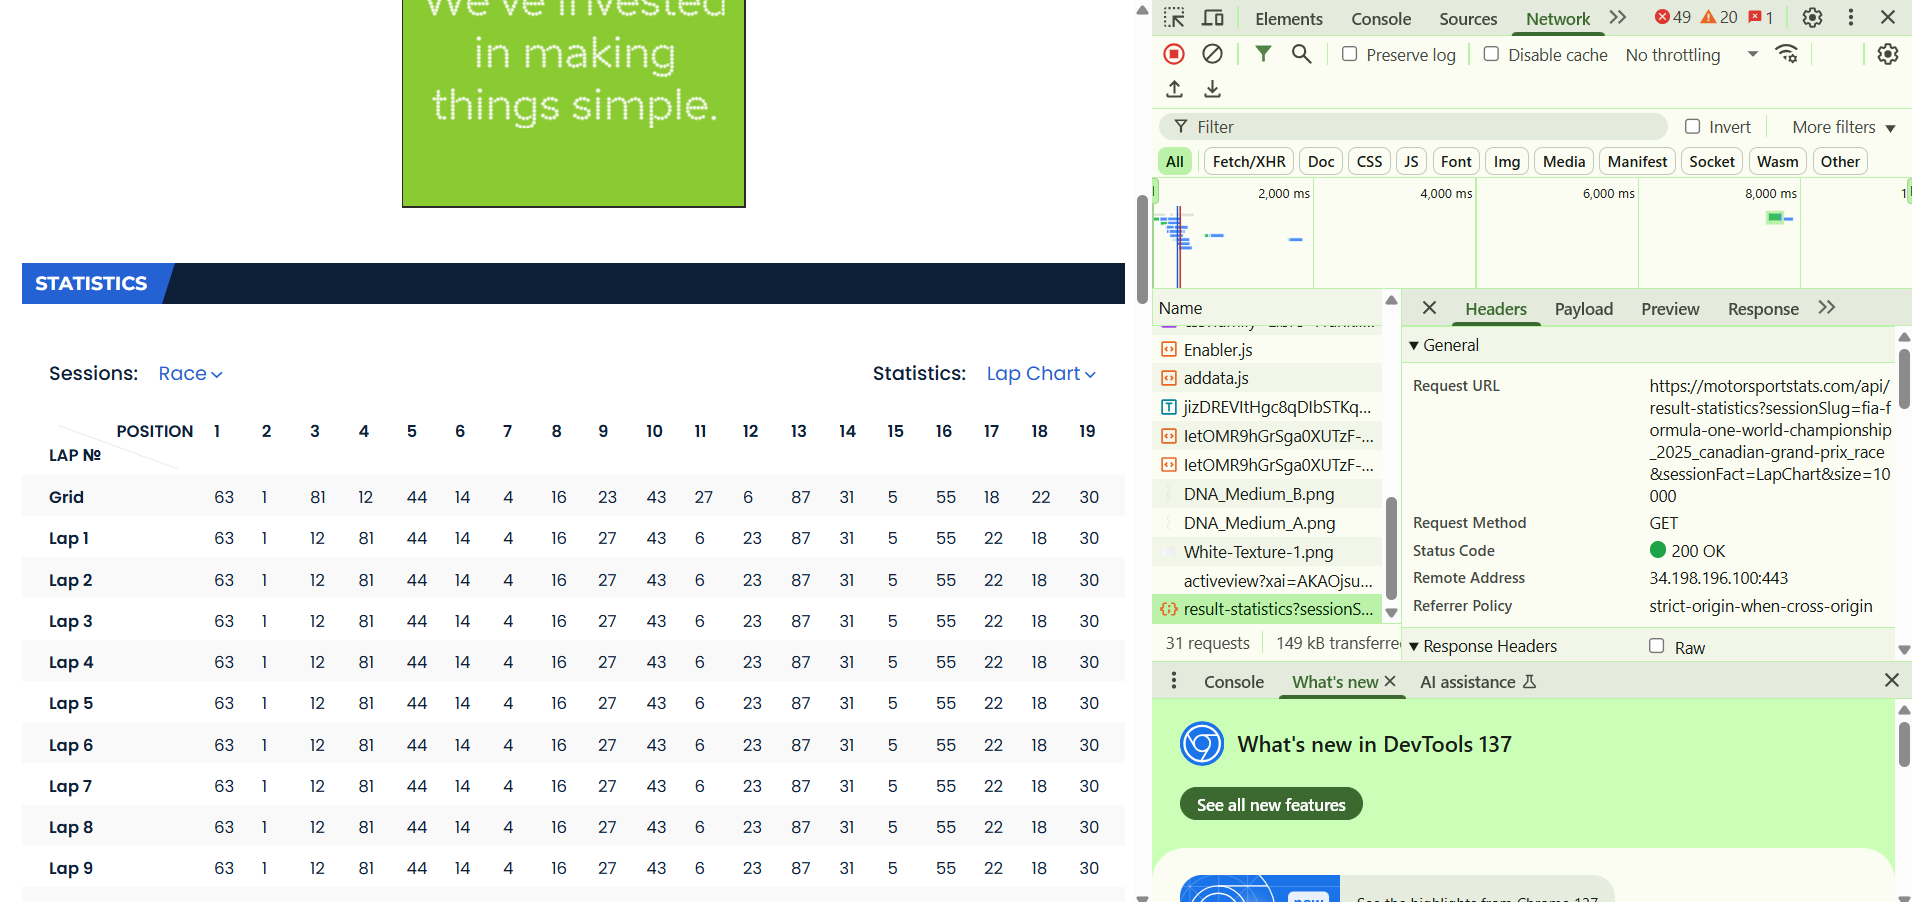 We've invested
in making
things simple.
STATISTICS
Sessions: Race
Statistics: Lap Chart
POSITION 1 2 3 4 5 6 7 8 9 10 11 12 13 14 15 16 17 18 19
LAP №
Grid 63 1 81 12 44 14 4 16 23 43 27 6 87 31 5 55 18 22 30
Lap 1 63 1 12 81 44 14 4 16 27 43 6 23 87 31 5 55 22 18 30
Lap 2 63 1 12 81 44 14 4 16 27 43 6 23 87 31 5 55 22 18 30
Lap 3 63 1 12 81 44 14 4 16 27 43 6 23 87 31 5 55 22 18 30
Lap 4 63 1 12 81 44 14 4 16 27 43 6 23 87 31 5 55 22 18 30
Lap 5 63 1 12 81 44 14 4 16 27 43 6 23 87 31 5 55 22 18 30
Lap 6 63 1 12 81 44 14 4 16 27 43 6 23 87 31 5 55 22 18 30
Lap 7 63 1 12 81 44 14 4 16 27 43 6 23 87 31 5 55 22 18 30
Lap 8 63 1 12 81 44 14 4 16 27 43 6 23 87 31 5 55 22 18 30
Lap 9 63 1 12 81 44 14 4 16 27 43 6 23 87 31 5 55 22 18 30
Elements Console Sources Network 49 20 1
Preserve log Disable cache No throttling
Filter Invert More filters
All Fetch/XHR Doc CSS JS Font Img Media Manifest Socket Wasm Other
2,000 ms 4,000 ms 6,000 ms 8,000 ms 1
Name
Enabler.js
addata.js
jizDREVItHgc8qDIbSTKq...
IetOMR9hGrSga0XUTzF-...
IetOMR9hGrSga0XUTzF-...
DNA_Medium_B.png
DNA_Medium_A.png
White-Texture-1.png
activeview?xai=AKAOjsu...
result-statistics?sessionS...
31 requests 149 kB transferre
Headers Payload Preview Response
General
Request URL https://motorsportstats.com/api/
result-statistics?sessionSlug=fia-f
ormula-one-world-championship
_2025_canadian-grand-prix_race
&sessionFact=LapChart&size=10
000
Request Method GET
Status Code 200 OK
Remote Address 34.198.196.100:443
Referrer Policy strict-origin-when-cross-origin
Response Headers Raw
Console What's new AI assistance
What's new in DevTools 137
See all new features
new
See the highlights from Chrome 137